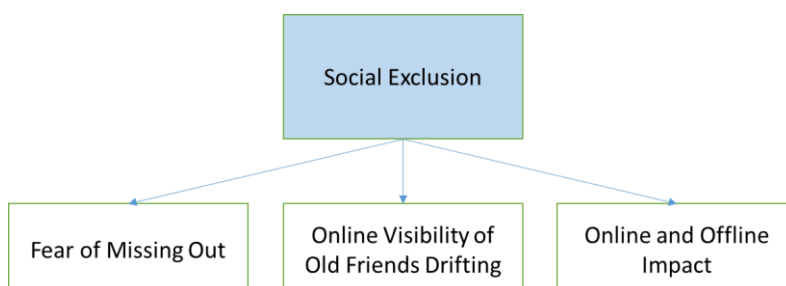 Social Exclusion
Fear of Missing Out
Online Visibility of
Old Friends Drifting
Online and Offline
Impact